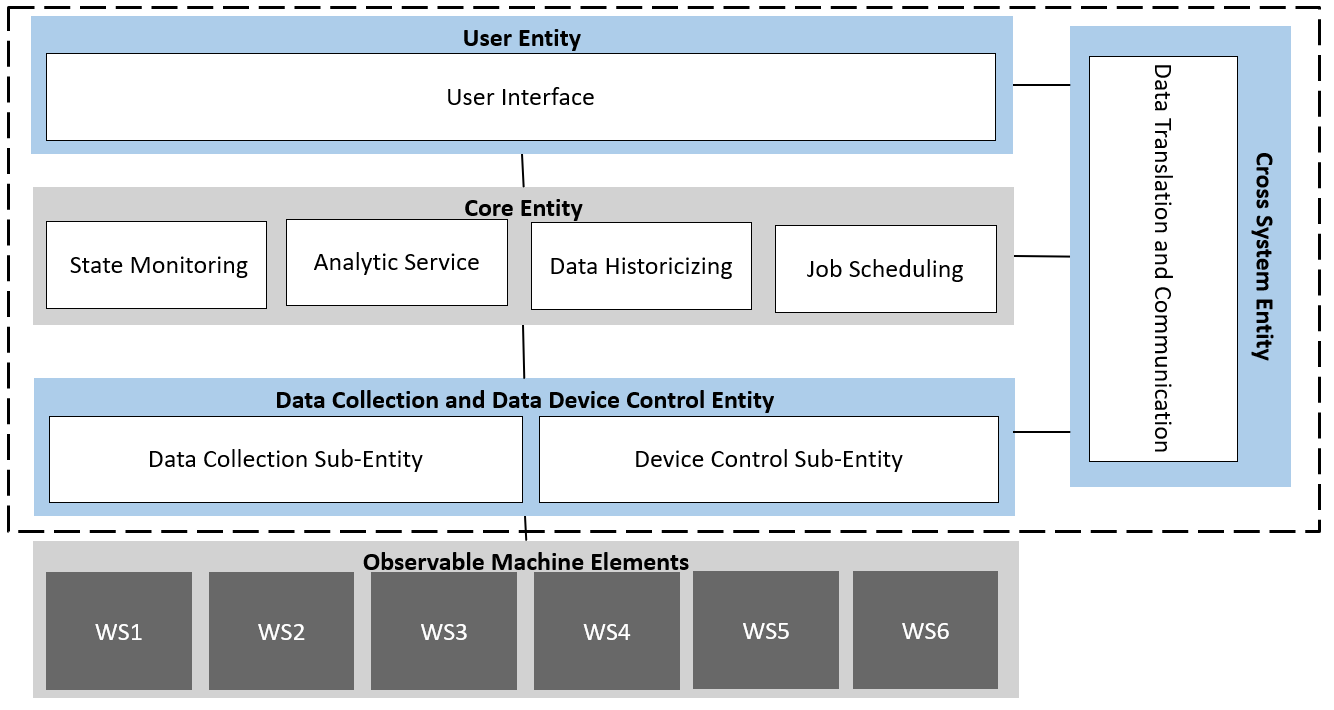 User Entity
User Interface
Core Entity
State Monitoring
Analytic Service
Data Historicizing
Job Scheduling
Data Collection and Data Device Control Entity
Data Collection Sub-Entity
Device Control Sub-Entity
Data Translation and Communication
Cross System Entity
Observable Machine Elements
WS1
WS2
WS3
WS4
WS5
WS6